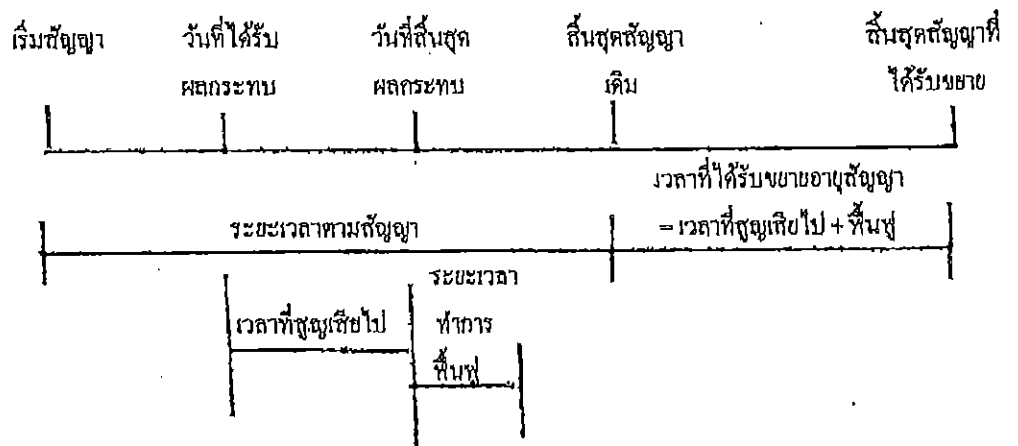 เริ่มสัญญา วันที่ได้รับ วันที่สิ้นสุด สิ้นสุดสัญญา สิ้นสุดสัญญาที่
ผลกระทบ ผลกระทบ เดิม ได้รับขยาย
เวลาที่ได้รับขยายอายุสัญญา
ระยะเวลาตามสัญญา = เวลาที่สูญเสียไป + ฟื้นฟู
ระยะเวลา
เวลาที่สูญเสียไป ทำการ
ฟื้นฟู